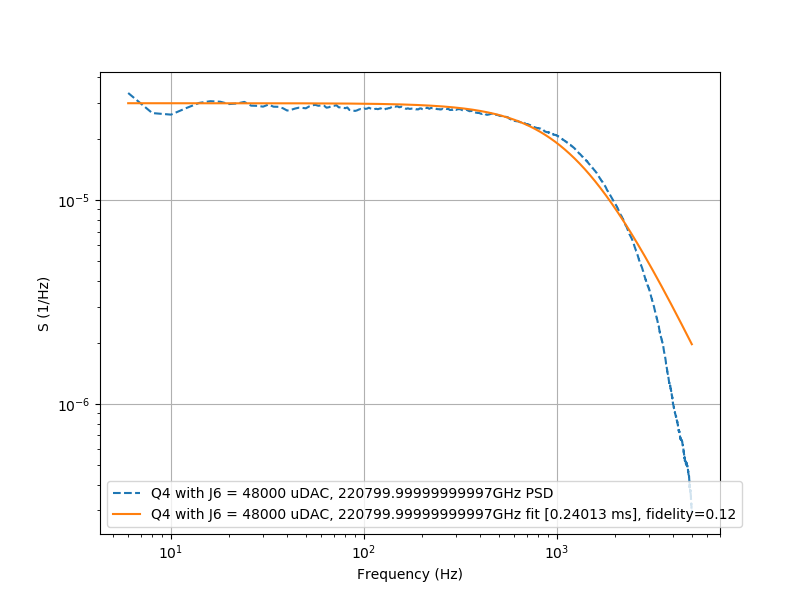 10⁻⁵
10⁻⁶
S (1/Hz)
Q4 with J6 = 48000 uDAC, 220799.99999999997GHz PSD
Q4 with J6 = 48000 uDAC, 220799.99999999997GHz fit [0.24013 ms], fidelity=0.12
10¹ 10² 10³
Frequency (Hz)